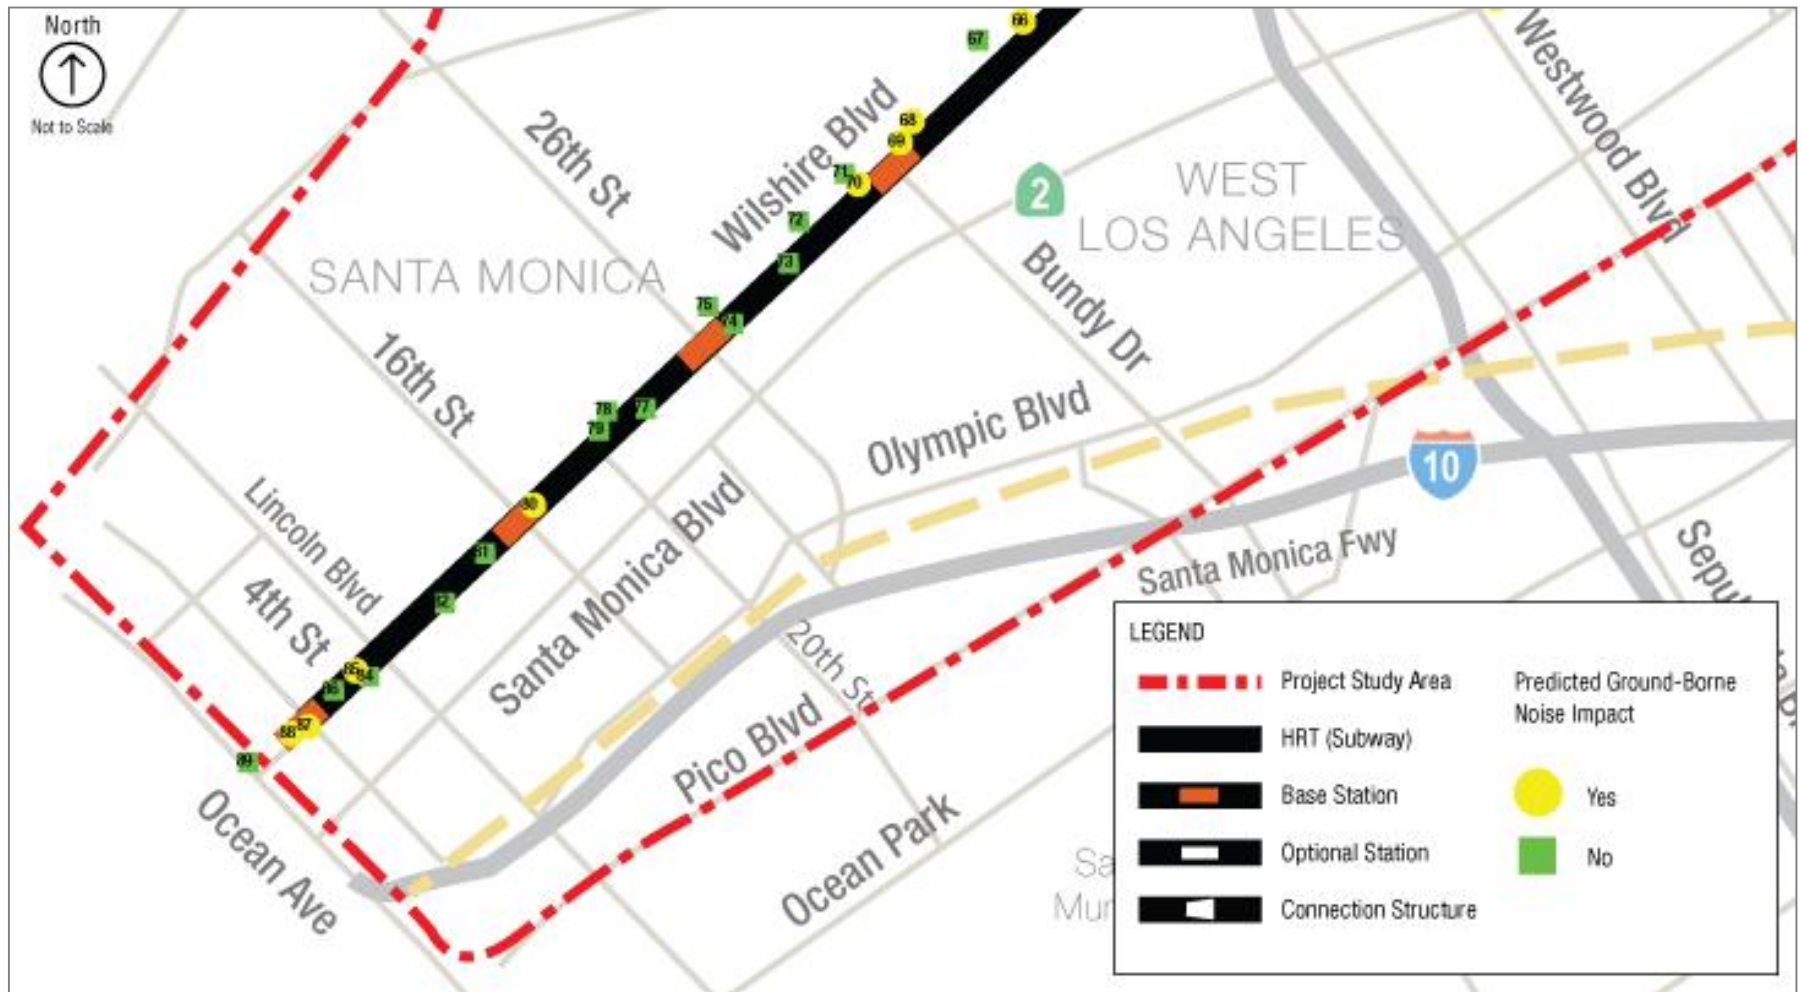 North
Not to Scale
66
67
Westwood Blvd
68
69
Wilshire Blvd
26th St
71
70
2
WEST
LOS ANGELES
72
73
SANTA MONICA
Bundy Dr
75
74
16th St
78
77
79
Olympic Blvd
10
Lincoln Blvd
80
Santa Monica Blvd
81
Santa Monica Fwy
4th St
82
20th St
85
84
86
87
88
89
Pico Blvd
Ocean Ave
Ocean Park
LEGEND
Project Study Area
HRT (Subway)
Base Station
Optional Station
Connection Structure
Predicted Ground-Borne
Noise Impact
Yes
No